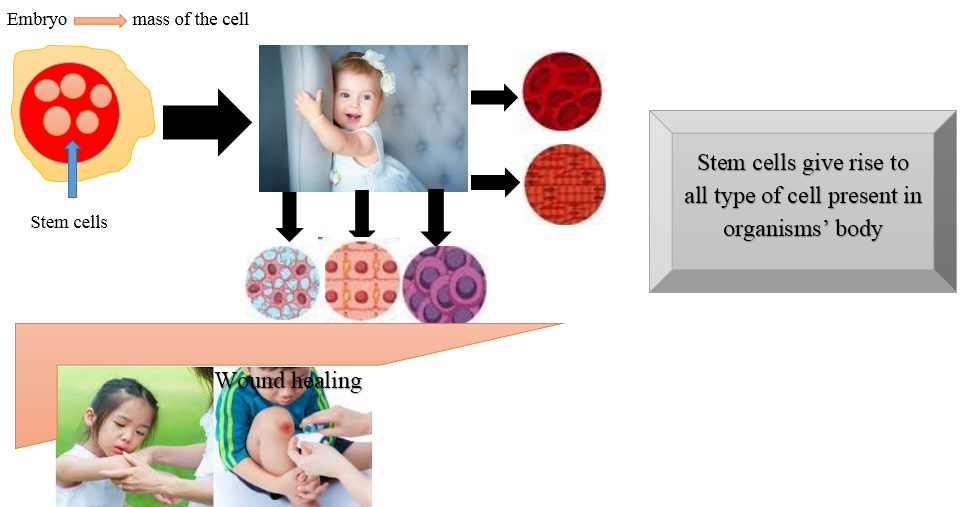 Embryo mass of the cell
Stem cells
Stem cells give rise to
all type of cell present in
organisms' body
Wound healing